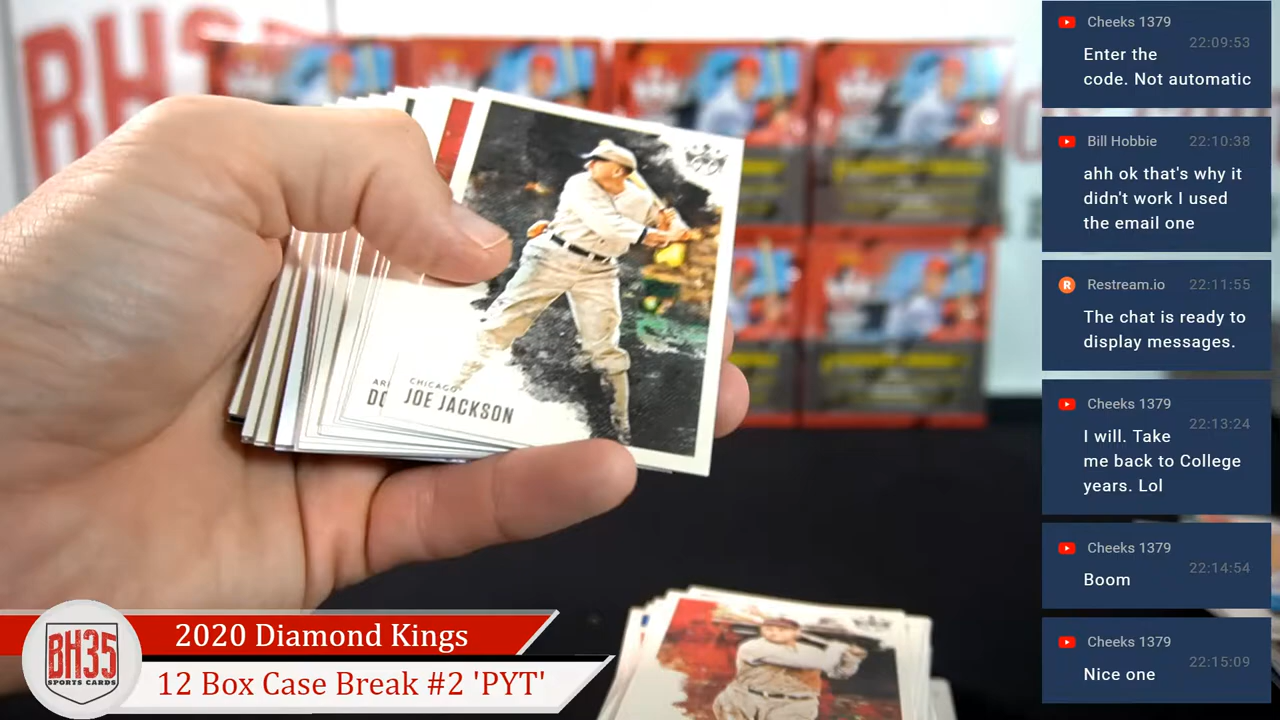 BH35
CHICAGO
JOE JACKSON
AR
DO
2020 Diamond Kings
12 Box Case Break #2 'PYT'
BH35
SPORTS CARDS
Cheeks 1379
22:09:53
Enter the
code. Not automatic
Bill Hobbie
22:10:38
ahh ok that's why it
didn't work I used
the email one
R
Restream.io
22:11:55
The chat is ready to
display messages.
Cheeks 1379
22:13:24
I will. Take
me back to College
years. Lol
Cheeks 1379
22:14:54
Boom
Cheeks 1379
22:15:09
Nice one